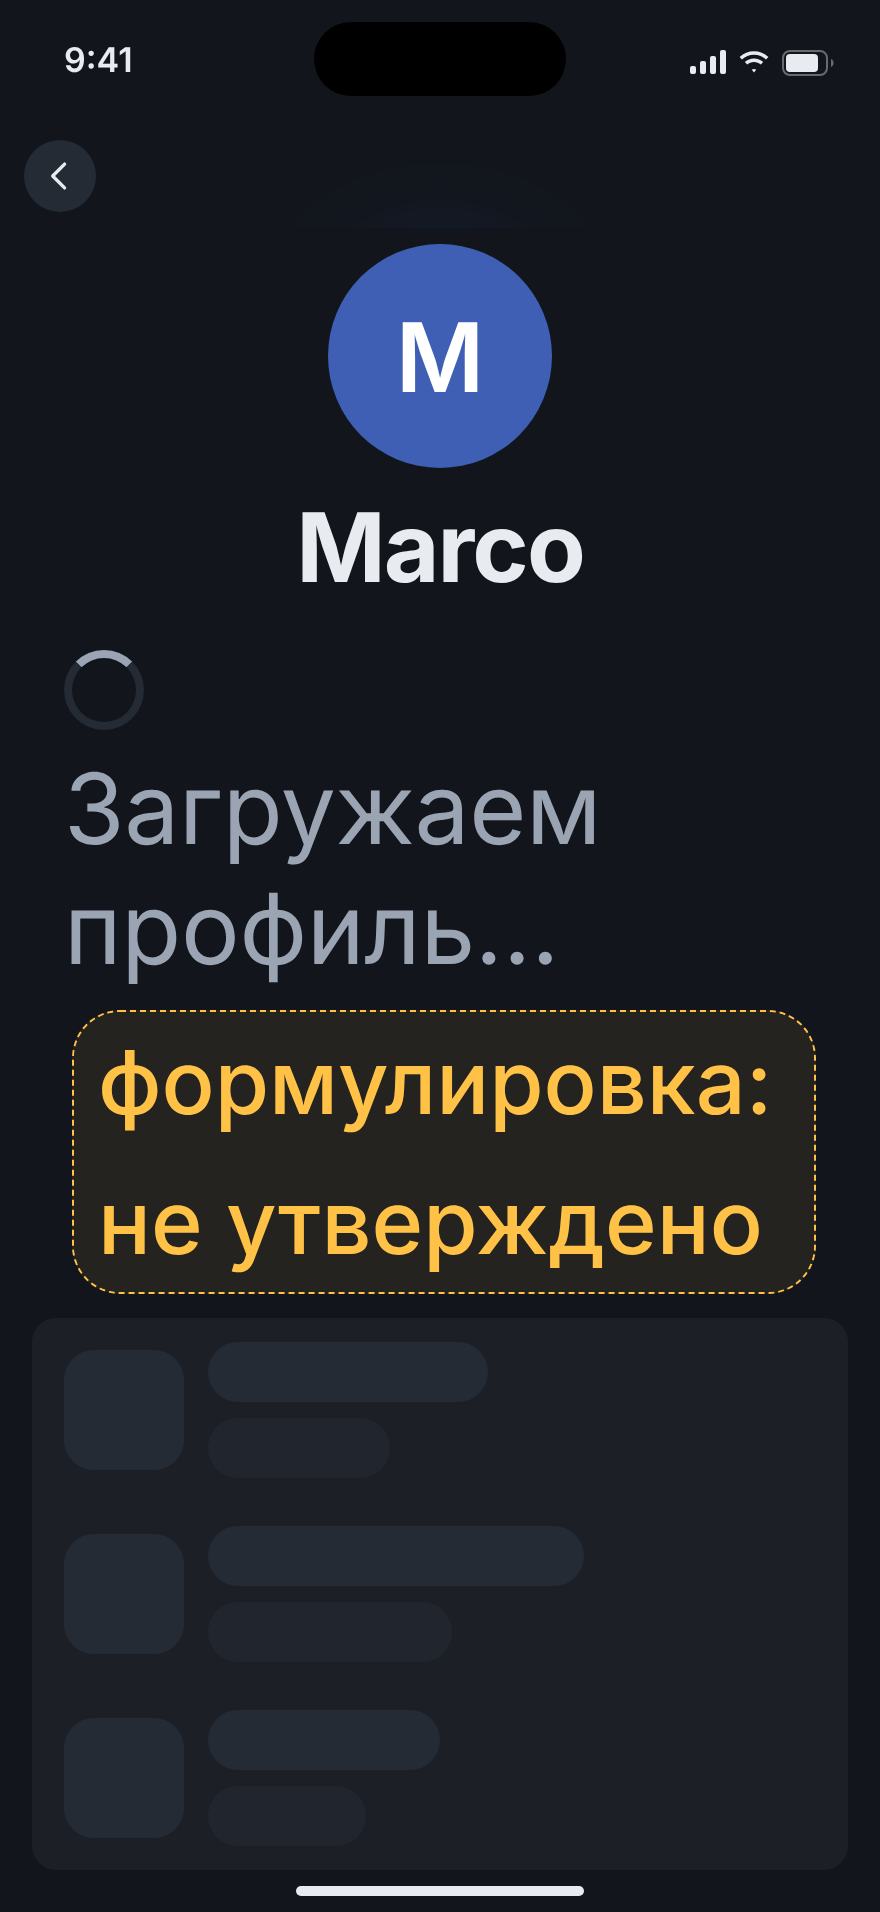 9:41
M
Marco
Загружаем
профиль...
формулировка:
не утверждено